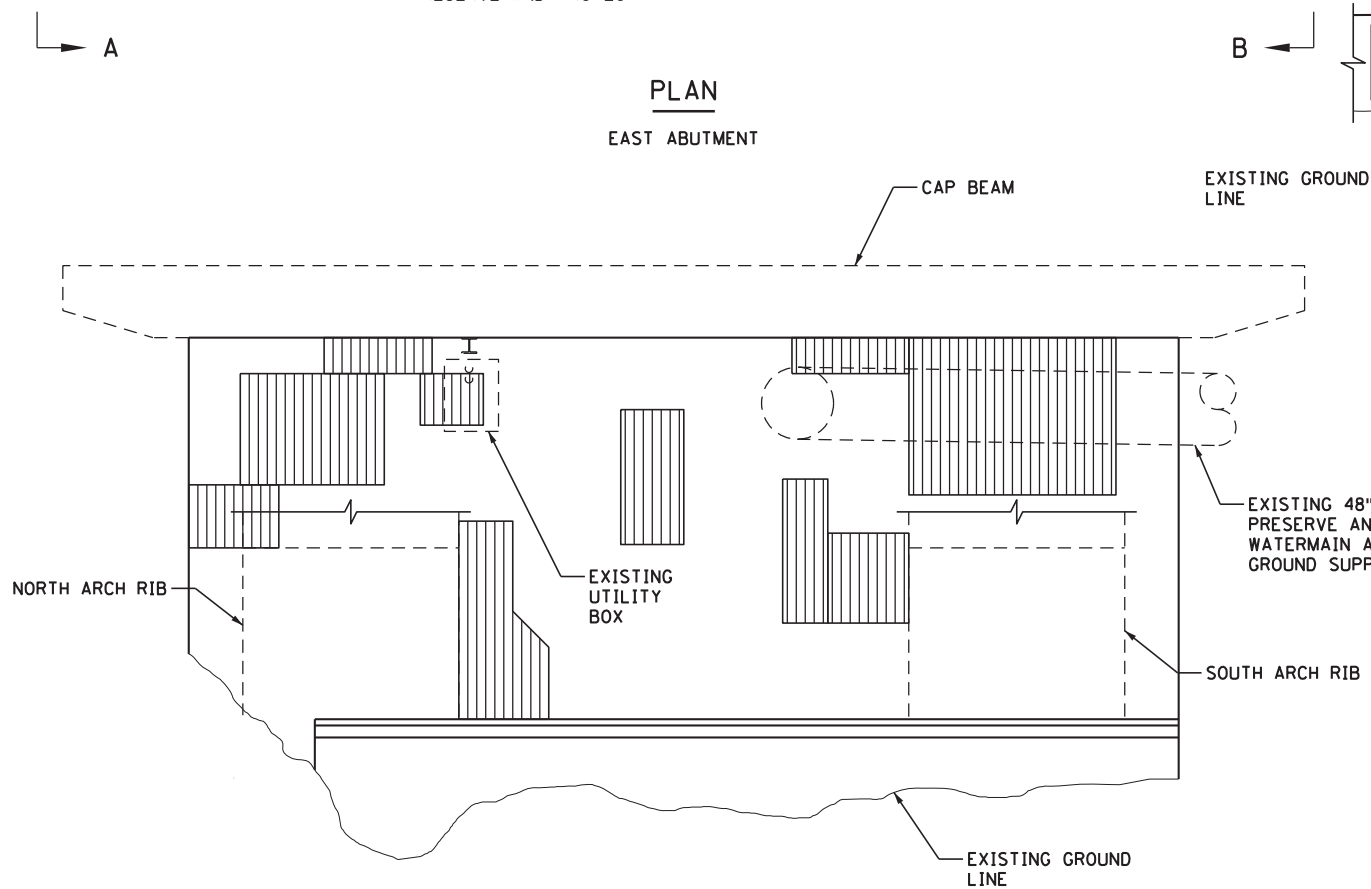 A
B
PLAN
EAST ABUTMENT
CAP BEAM
EXISTING GROUND
LINE
EXISTING 48"
PRESERVE AN
WATERMAIN A
GROUND SUPP
NORTH ARCH RIB
EXISTING
UTILITY
BOX
SOUTH ARCH RIB
EXISTING GROUND
LINE